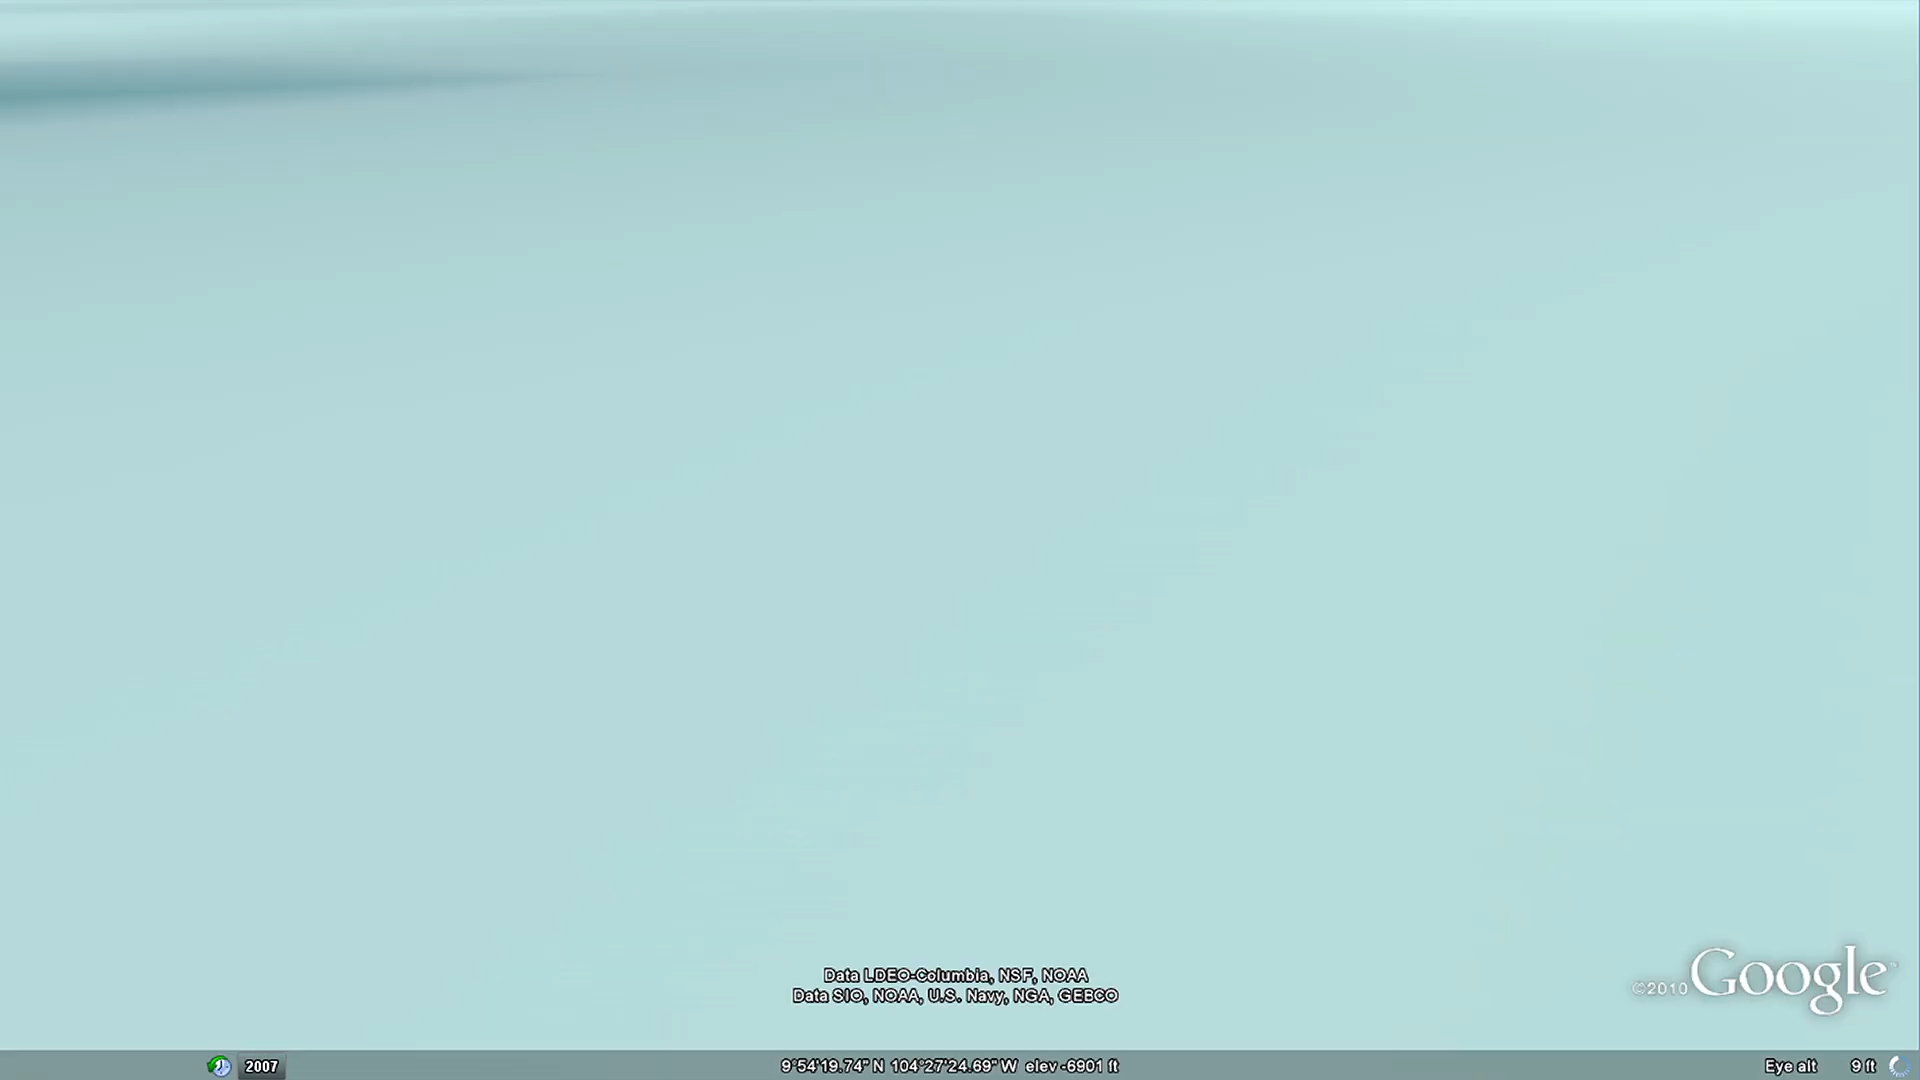 Data LDEO-Columbia, NSF, NOAA
Data SIO, NOAA, U.S. Navy, NGA, GEBCO
©2010 Google™
2007
9°54'19.74" N 104°27'24.69" W elev -6901 ft
Eye alt 9 ft